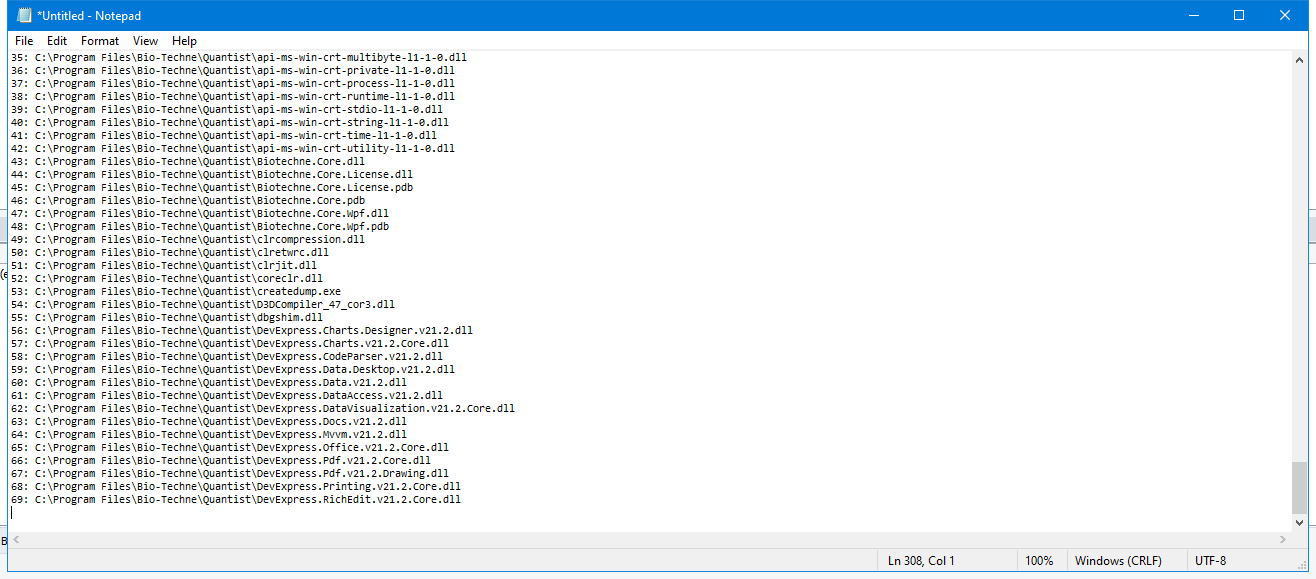 *Untitled - Notepad
File Edit Format View Help
35: C:\Program Files\Bio-Techne\Quantist\api-ms-win-crt-multibyte-l1-1-0.dll
36: C:\Program Files\Bio-Techne\Quantist\api-ms-win-crt-private-l1-1-0.dll
37: C:\Program Files\Bio-Techne\Quantist\api-ms-win-crt-process-l1-1-0.dll
38: C:\Program Files\Bio-Techne\Quantist\api-ms-win-crt-runtime-l1-1-0.dll
39: C:\Program Files\Bio-Techne\Quantist\api-ms-win-crt-stdio-l1-1-0.dll
40: C:\Program Files\Bio-Techne\Quantist\api-ms-win-crt-string-l1-1-0.dll
41: C:\Program Files\Bio-Techne\Quantist\api-ms-win-crt-time-l1-1-0.dll
42: C:\Program Files\Bio-Techne\Quantist\api-ms-win-crt-utility-l1-1-0.dll
43: C:\Program Files\Bio-Techne\Quantist\Biotechne.Core.dll
44: C:\Program Files\Bio-Techne\Quantist\Biotechne.Core.License.dll
45: C:\Program Files\Bio-Techne\Quantist\Biotechne.Core.License.pdb
46: C:\Program Files\Bio-Techne\Quantist\Biotechne.Core.pdb
47: C:\Program Files\Bio-Techne\Quantist\Biotechne.Core.Wpf.dll
48: C:\Program Files\Bio-Techne\Quantist\Biotechne.Core.Wpf.pdb
49: C:\Program Files\Bio-Techne\Quantist\clrcompression.dll
50: C:\Program Files\Bio-Techne\Quantist\clretwrc.dll
51: C:\Program Files\Bio-Techne\Quantist\clrjit.dll
52: C:\Program Files\Bio-Techne\Quantist\coreclr.dll
53: C:\Program Files\Bio-Techne\Quantist\createdump.exe
54: C:\Program Files\Bio-Techne\Quantist\D3DCompiler_47_cor3.dll
55: C:\Program Files\Bio-Techne\Quantist\dbgshim.dll
56: C:\Program Files\Bio-Techne\Quantist\DevExpress.Charts.Designer.v21.2.dll
57: C:\Program Files\Bio-Techne\Quantist\DevExpress.Charts.v21.2.Core.dll
58: C:\Program Files\Bio-Techne\Quantist\DevExpress.CodeParser.v21.2.dll
59: C:\Program Files\Bio-Techne\Quantist\DevExpress.Data.Desktop.v21.2.dll
60: C:\Program Files\Bio-Techne\Quantist\DevExpress.Data.v21.2.dll
61: C:\Program Files\Bio-Techne\Quantist\DevExpress.DataAccess.v21.2.dll
62: C:\Program Files\Bio-Techne\Quantist\DevExpress.DataVisualization.v21.2.Core.dll
63: C:\Program Files\Bio-Techne\Quantist\DevExpress.Docs.v21.2.dll
64: C:\Program Files\Bio-Techne\Quantist\DevExpress.Mvvm.v21.2.dll
65: C:\Program Files\Bio-Techne\Quantist\DevExpress.Office.v21.2.Core.dll
66: C:\Program Files\Bio-Techne\Quantist\DevExpress.Pdf.v21.2.Core.dll
67: C:\Program Files\Bio-Techne\Quantist\DevExpress.Pdf.v21.2.Drawing.dll
68: C:\Program Files\Bio-Techne\Quantist\DevExpress.Printing.v21.2.Core.dll
69: C:\Program Files\Bio-Techne\Quantist\DevExpress.RichEdit.v21.2.Core.dll
Ln 308, Col 1 100% Windows (CRLF) UTF-8